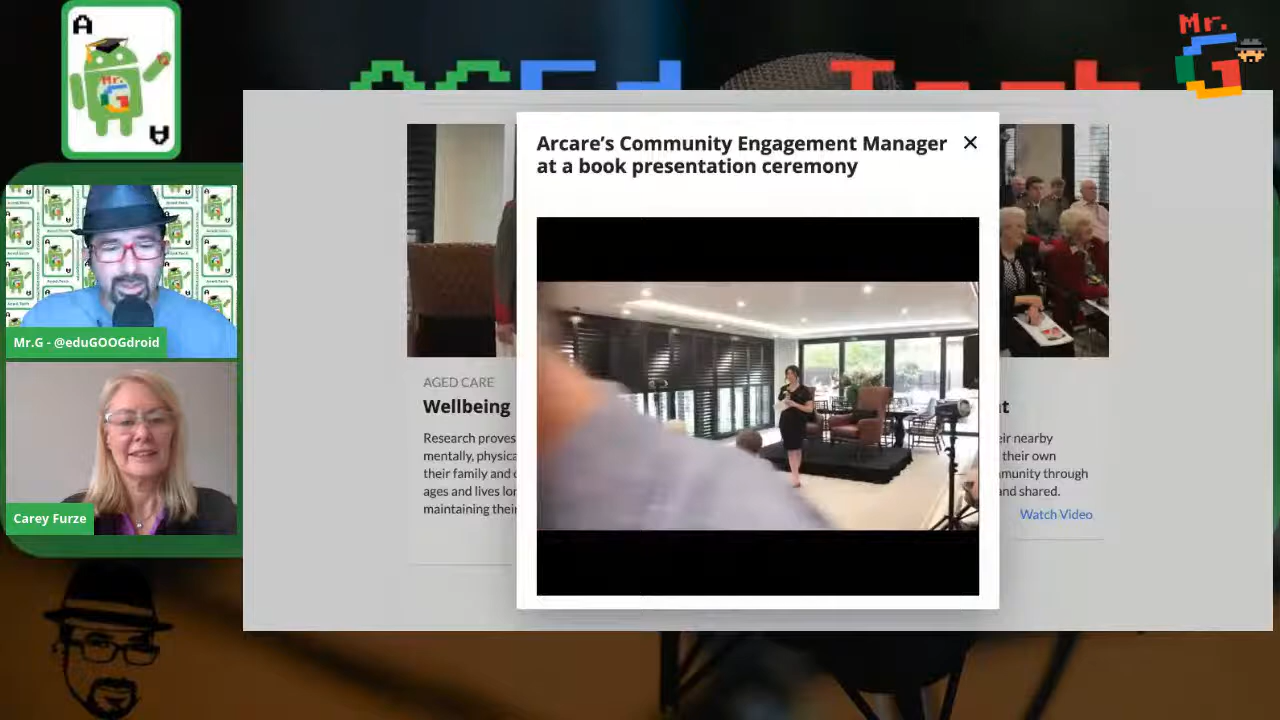 A
Mr.
Mr.
G
Arcare’s Community Engagement Manager
at a book presentation ceremony
✕
AGED CARE
Wellbeing
Research proves
mentally, physica
their family and
ages and lives lon
maintaining their
eir nearby
their own
mmunity through
and shared.
Watch Video
Mr.G - @eduGOOGdroid
Carey Furze